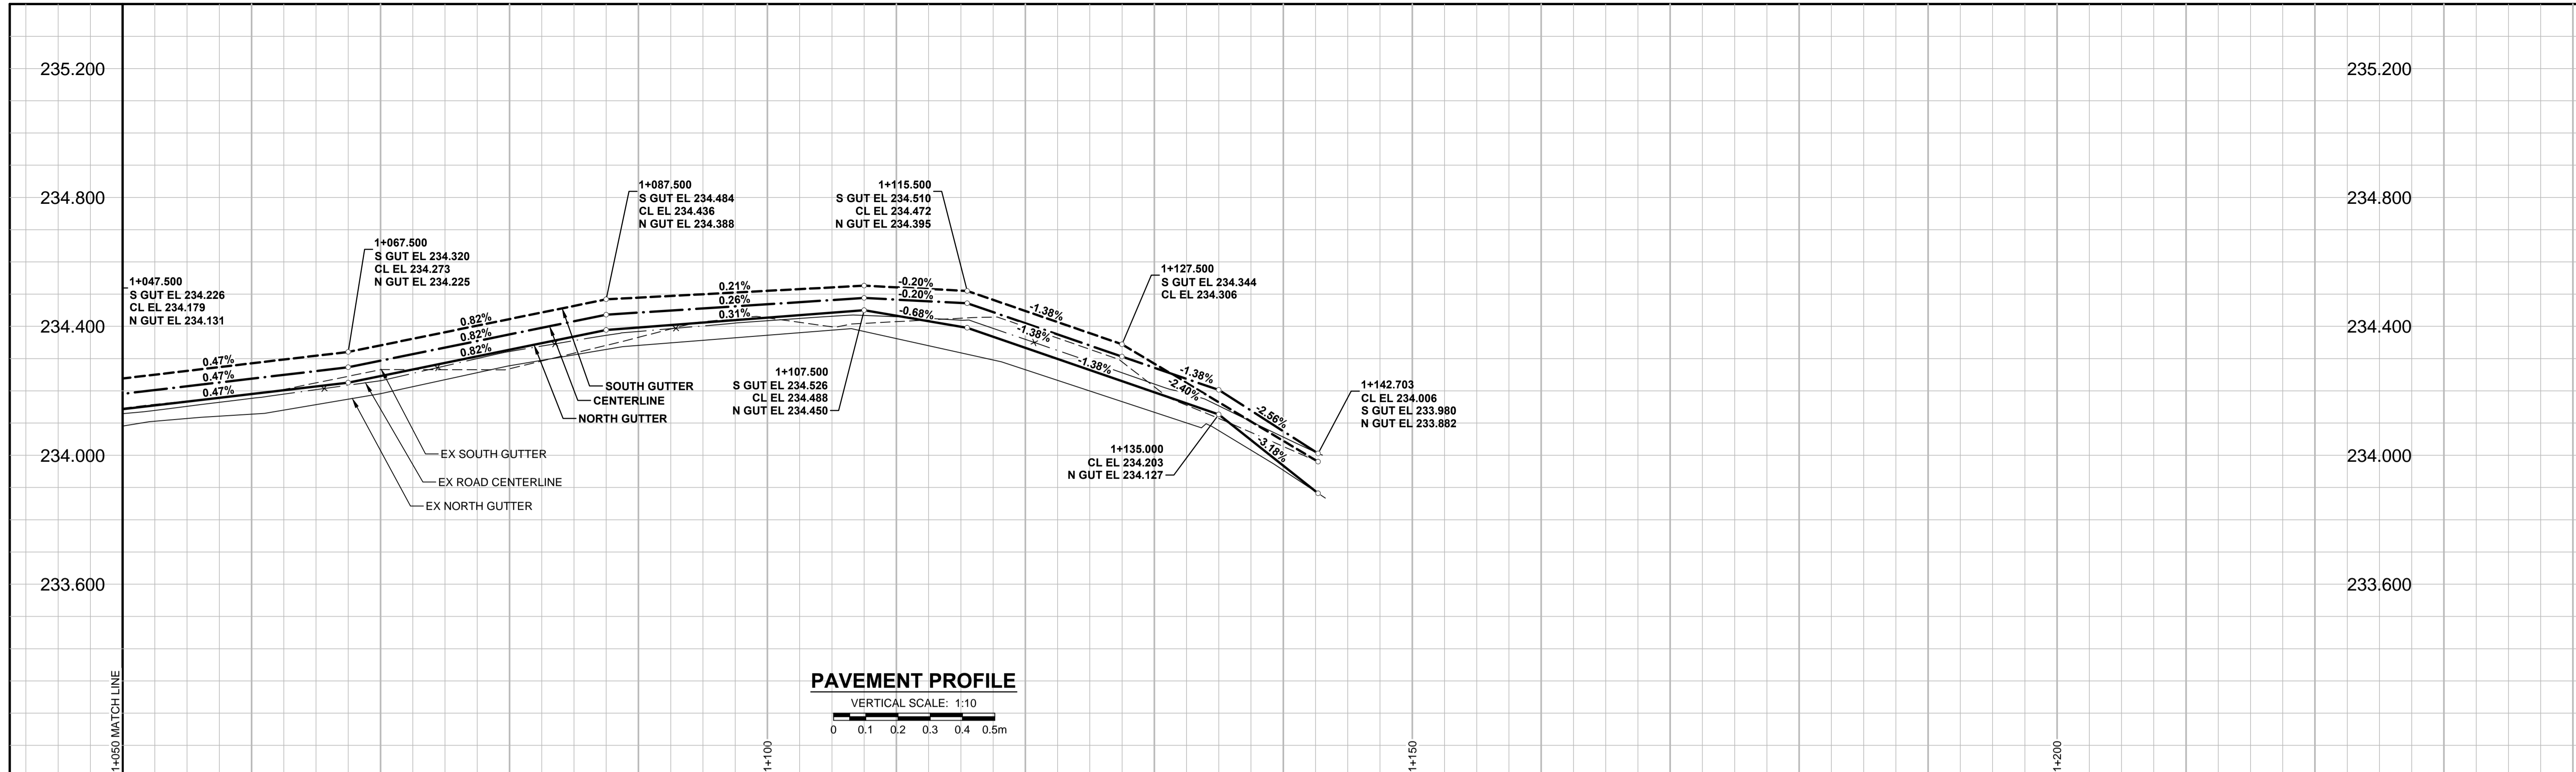 235.200
234.800
234.400
234.000
233.600
235.200
234.800
234.400
234.000
233.600
1+047.500
S GUT EL 234.226
CL EL 234.179
N GUT EL 234.131
1+067.500
S GUT EL 234.320
CL EL 234.273
N GUT EL 234.225
1+087.500
S GUT EL 234.484
CL EL 234.436
N GUT EL 234.388
1+115.500
S GUT EL 234.510
CL EL 234.472
N GUT EL 234.395
1+127.500
S GUT EL 234.344
CL EL 234.306
1+107.500
S GUT EL 234.526
CL EL 234.488
N GUT EL 234.450
1+135.000
CL EL 234.203
N GUT EL 234.127
1+142.703
CL EL 234.006
S GUT EL 233.980
N GUT EL 233.882
0.47%
0.47%
0.47%
0.82%
0.82%
0.82%
0.21%
0.26%
0.31%
-0.20%
-0.20%
-0.68%
-1.38%
-1.38%
-1.38%
-1.38%
-2.40%
-2.56%
-3.18%
SOUTH GUTTER
CENTERLINE
NORTH GUTTER
EX SOUTH GUTTER
EX ROAD CENTERLINE
EX NORTH GUTTER
PAVEMENT PROFILE
VERTICAL SCALE: 1:10
0 0.1 0.2 0.3 0.4 0.5m
1+050 MATCH LINE
1+100
1+150
1+200